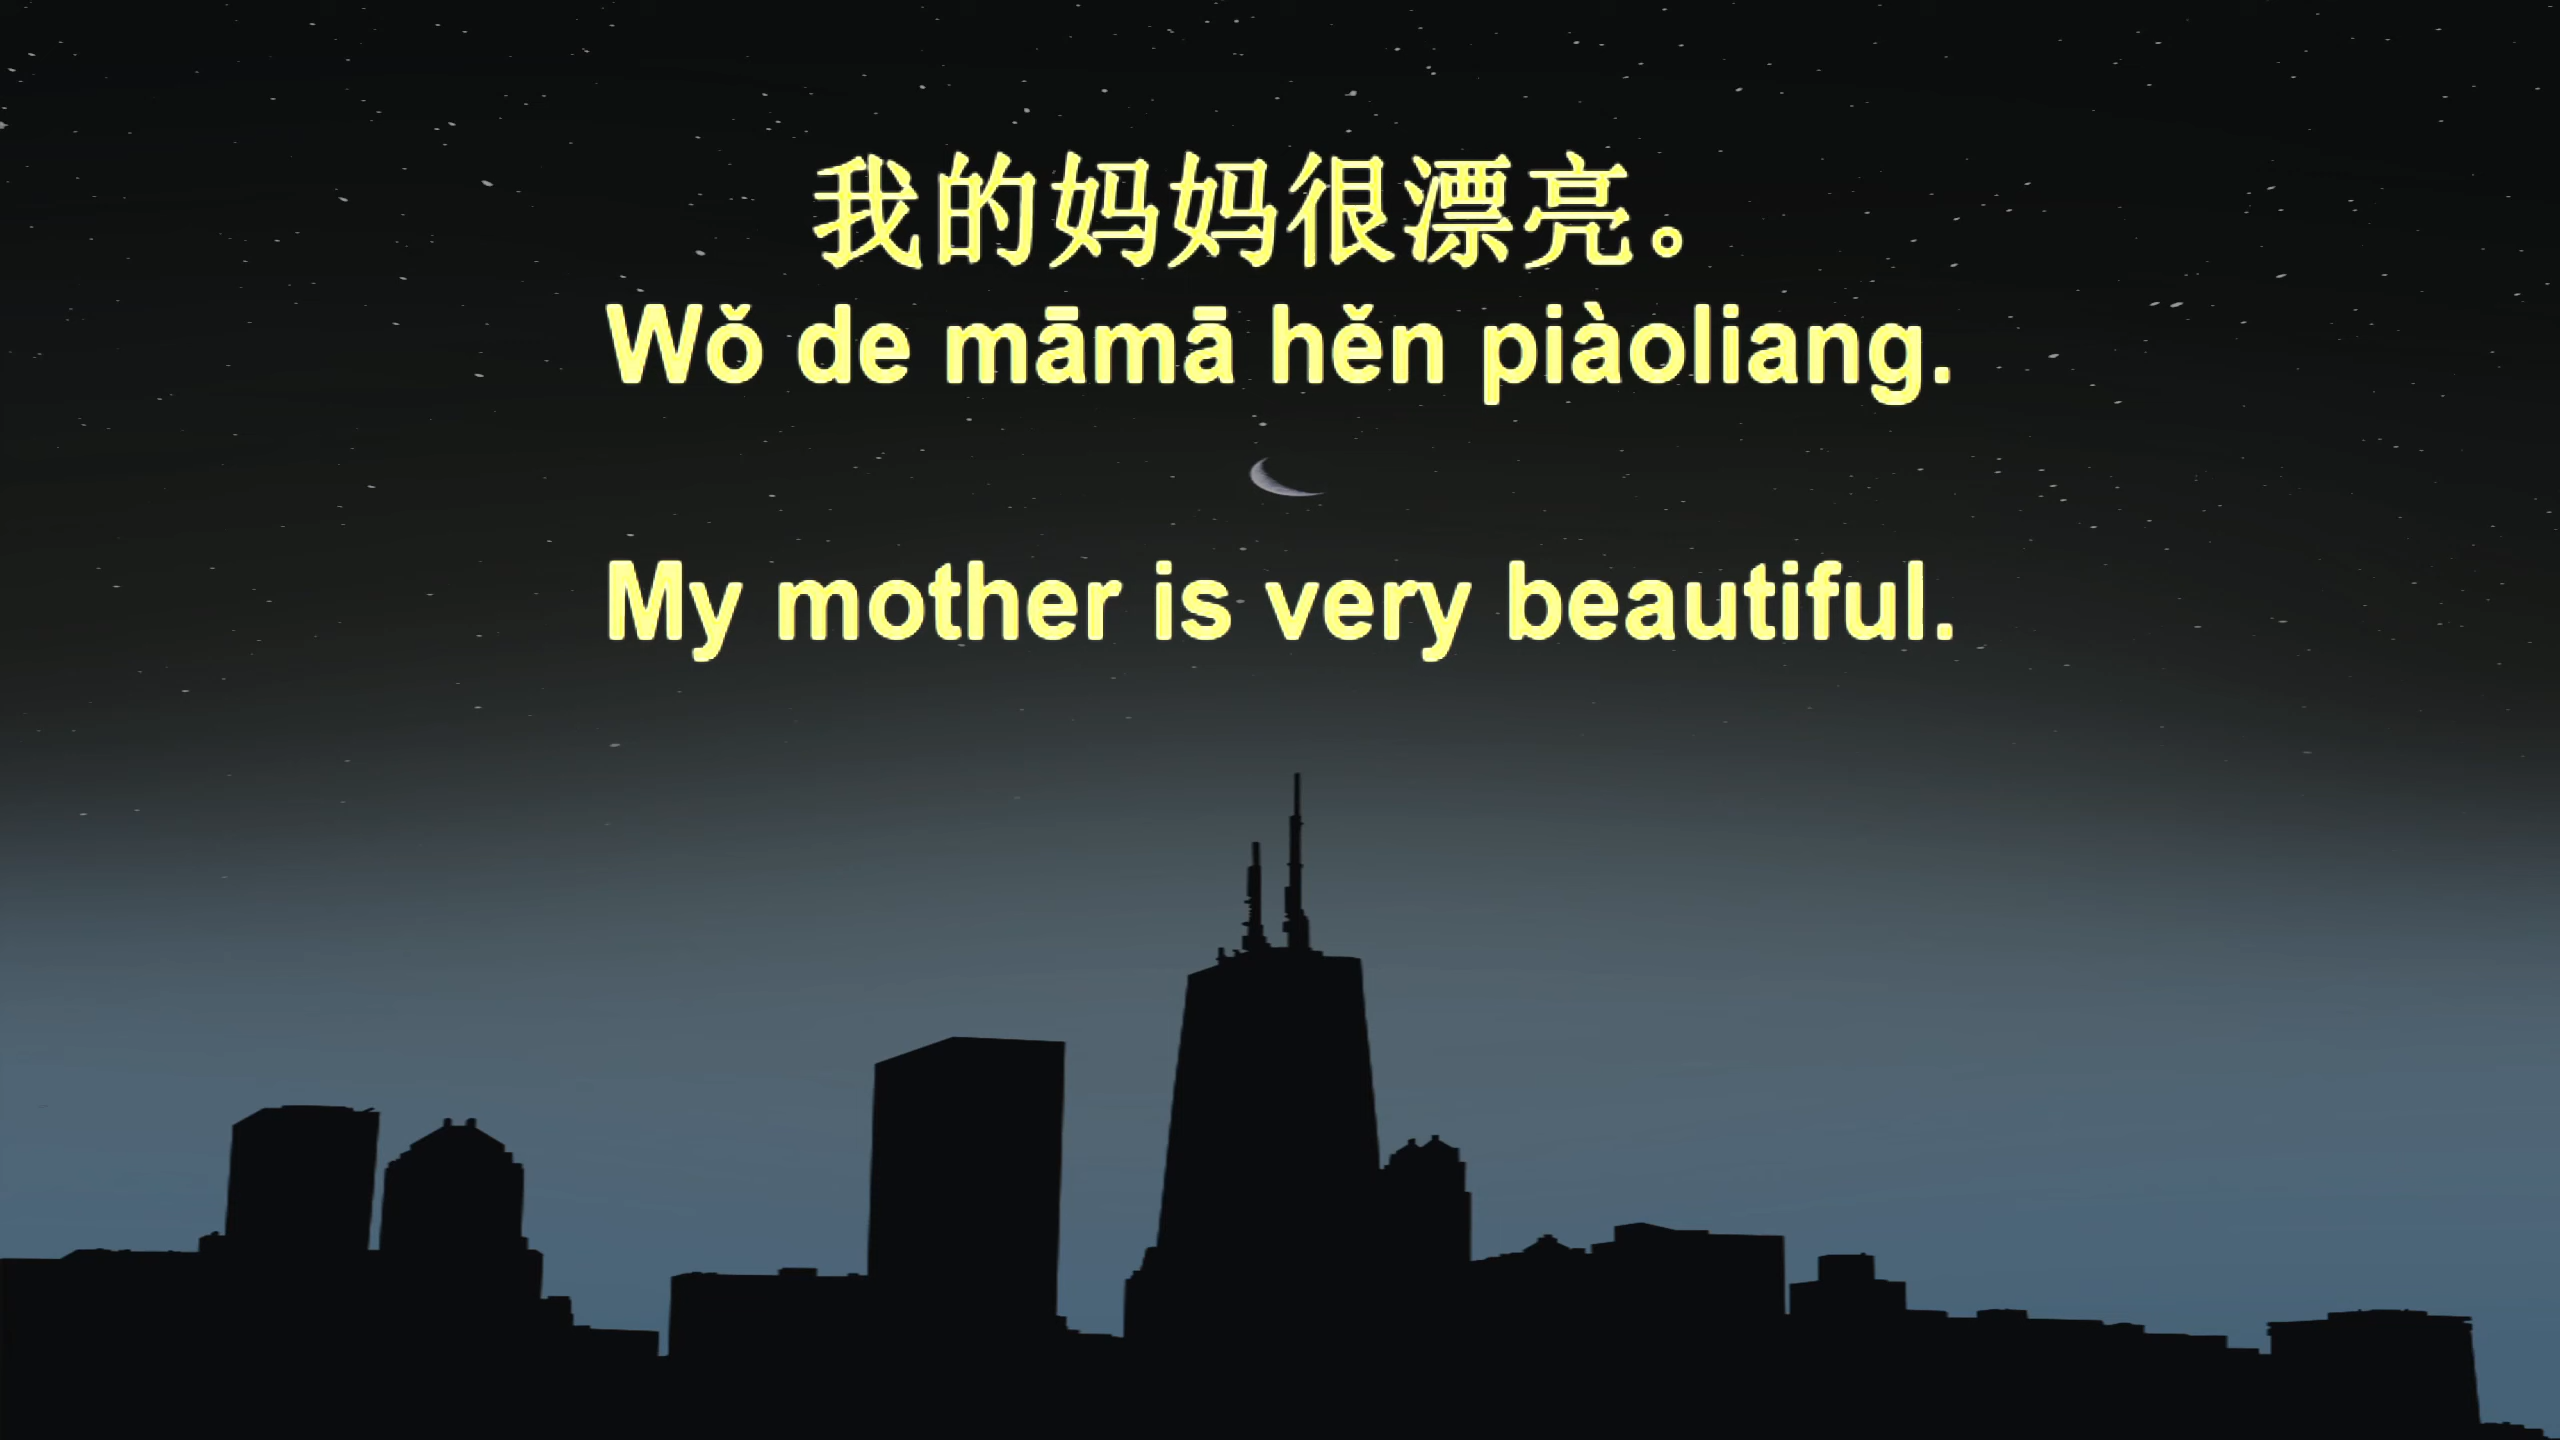 我的妈妈很漂亮。
Wǒ de māmā hěn piàoliang.
My mother is very beautiful.